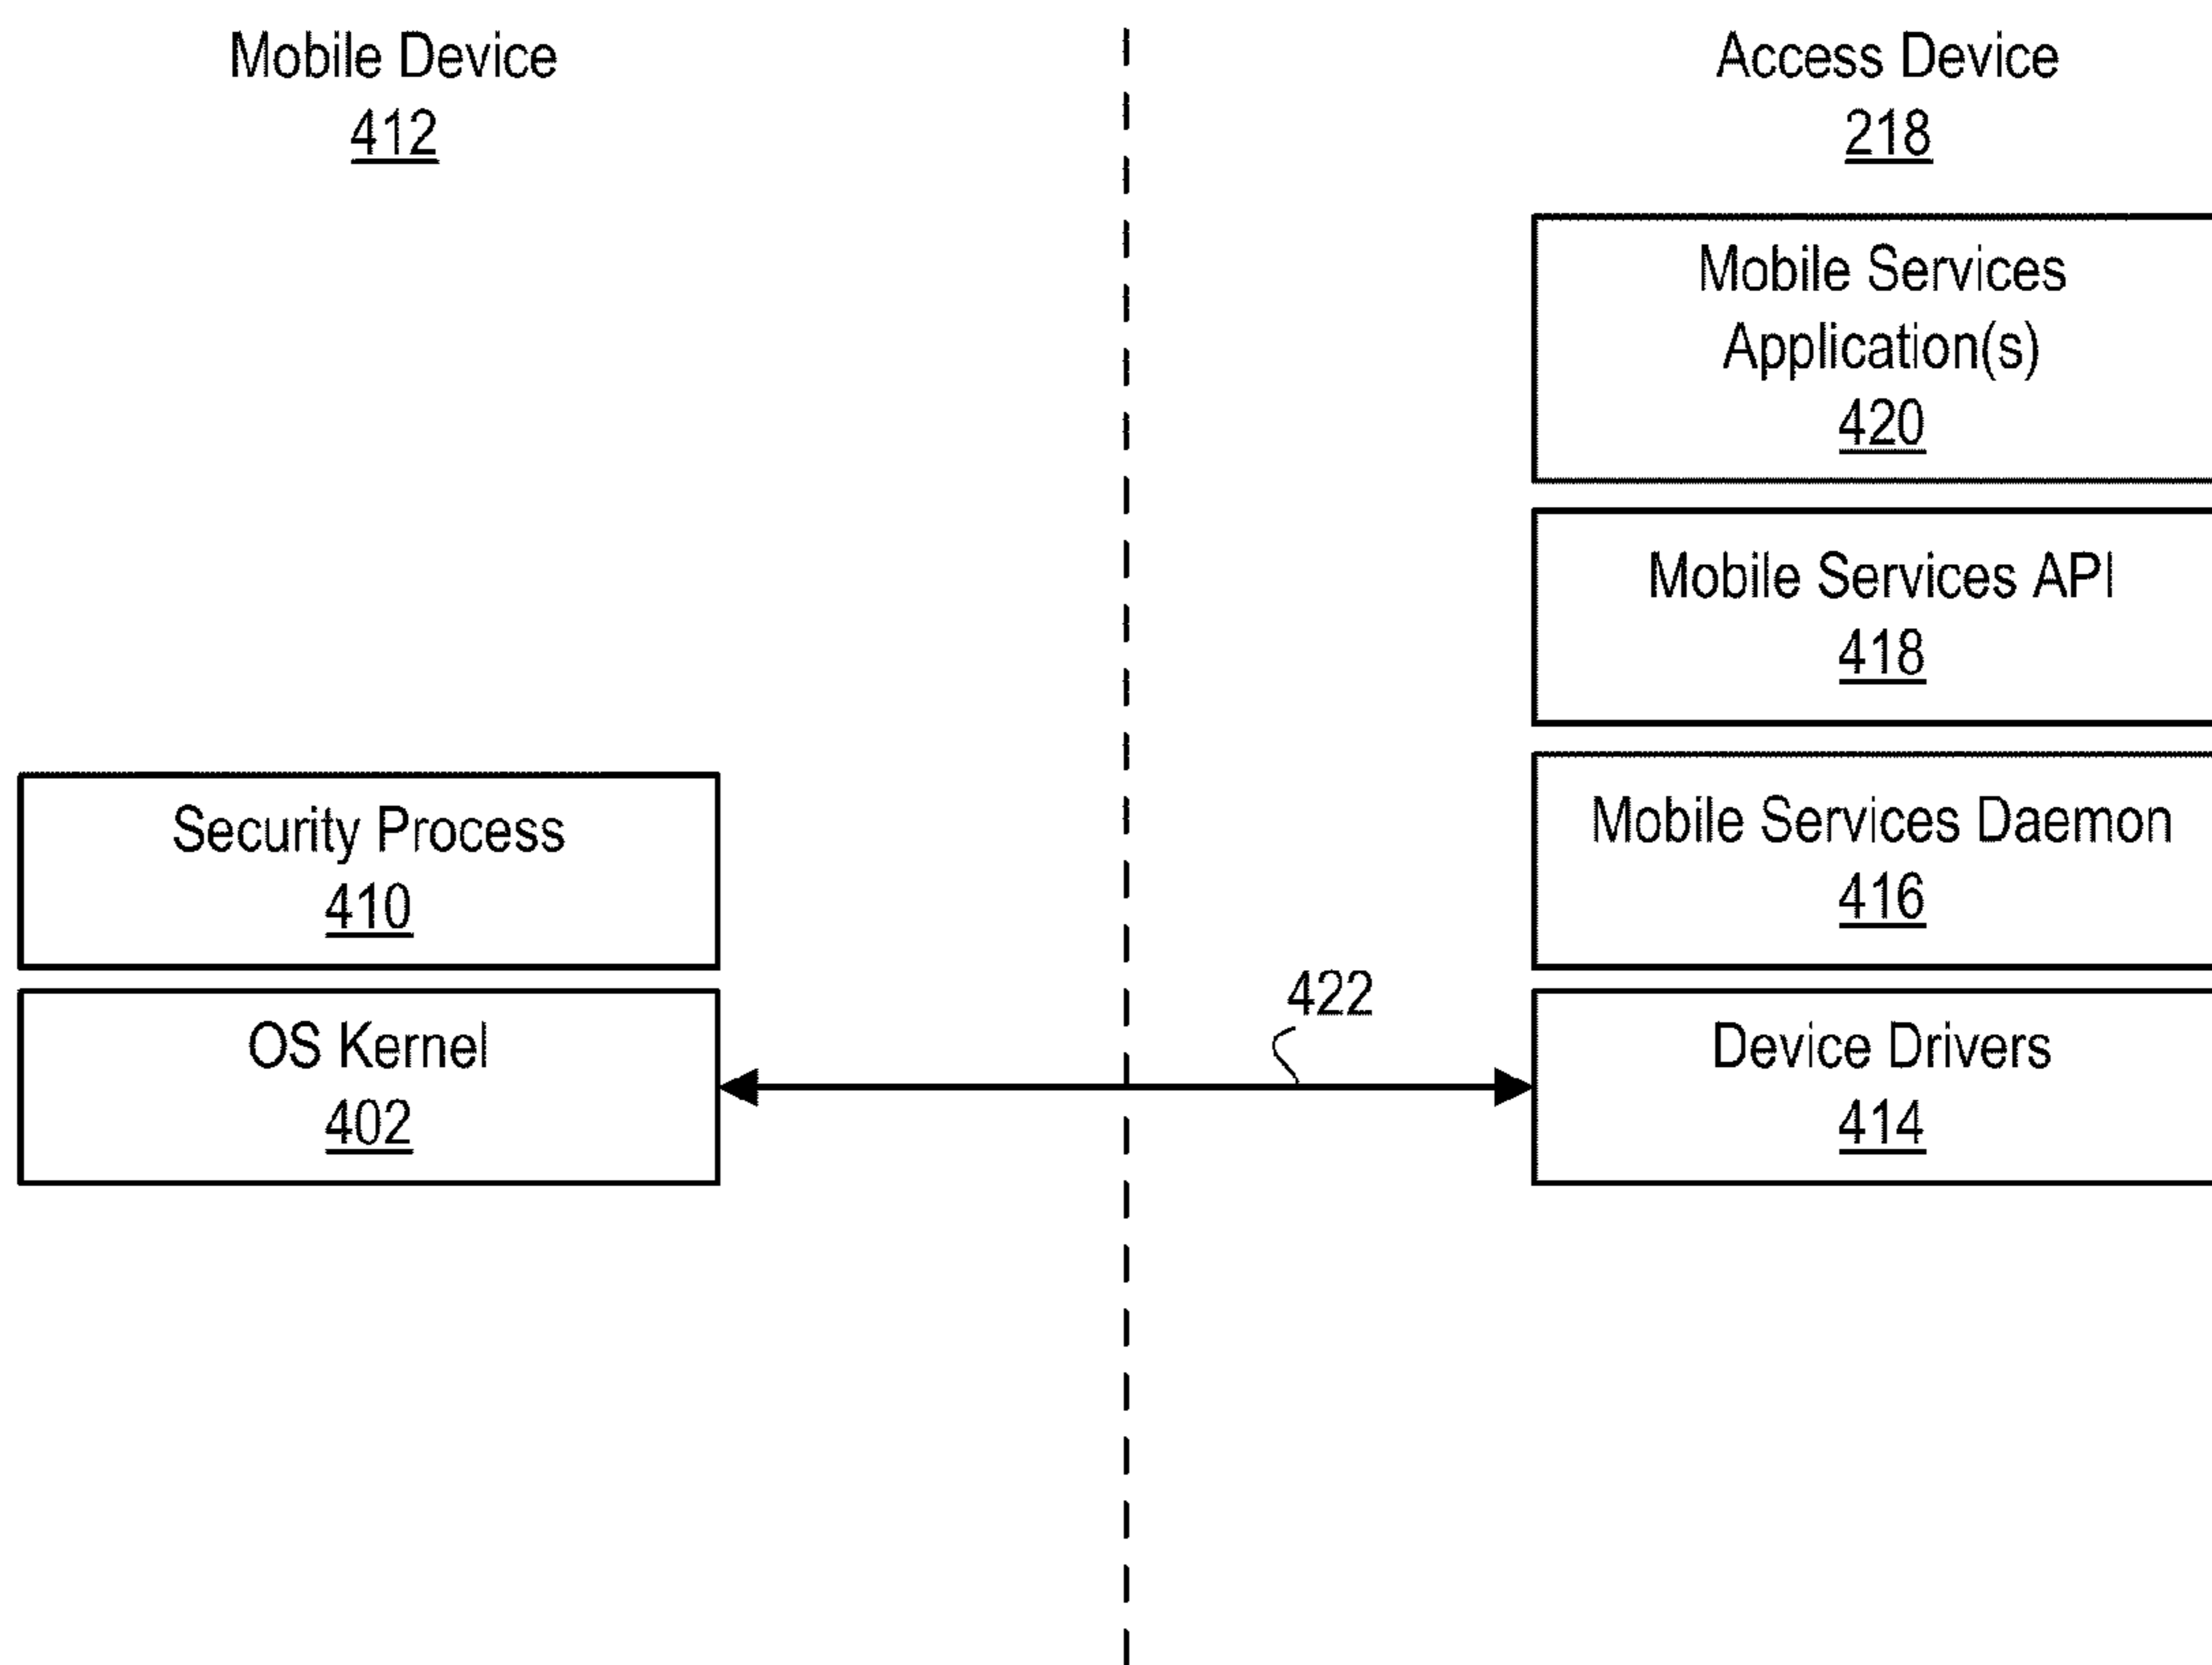 Mobile Device
412
Access Device
218
Mobile Services
Application(s)
420
Mobile Services API
418
Mobile Services Daemon
416
Security Process
410
422
OS Kernel
402
Device Drivers
414